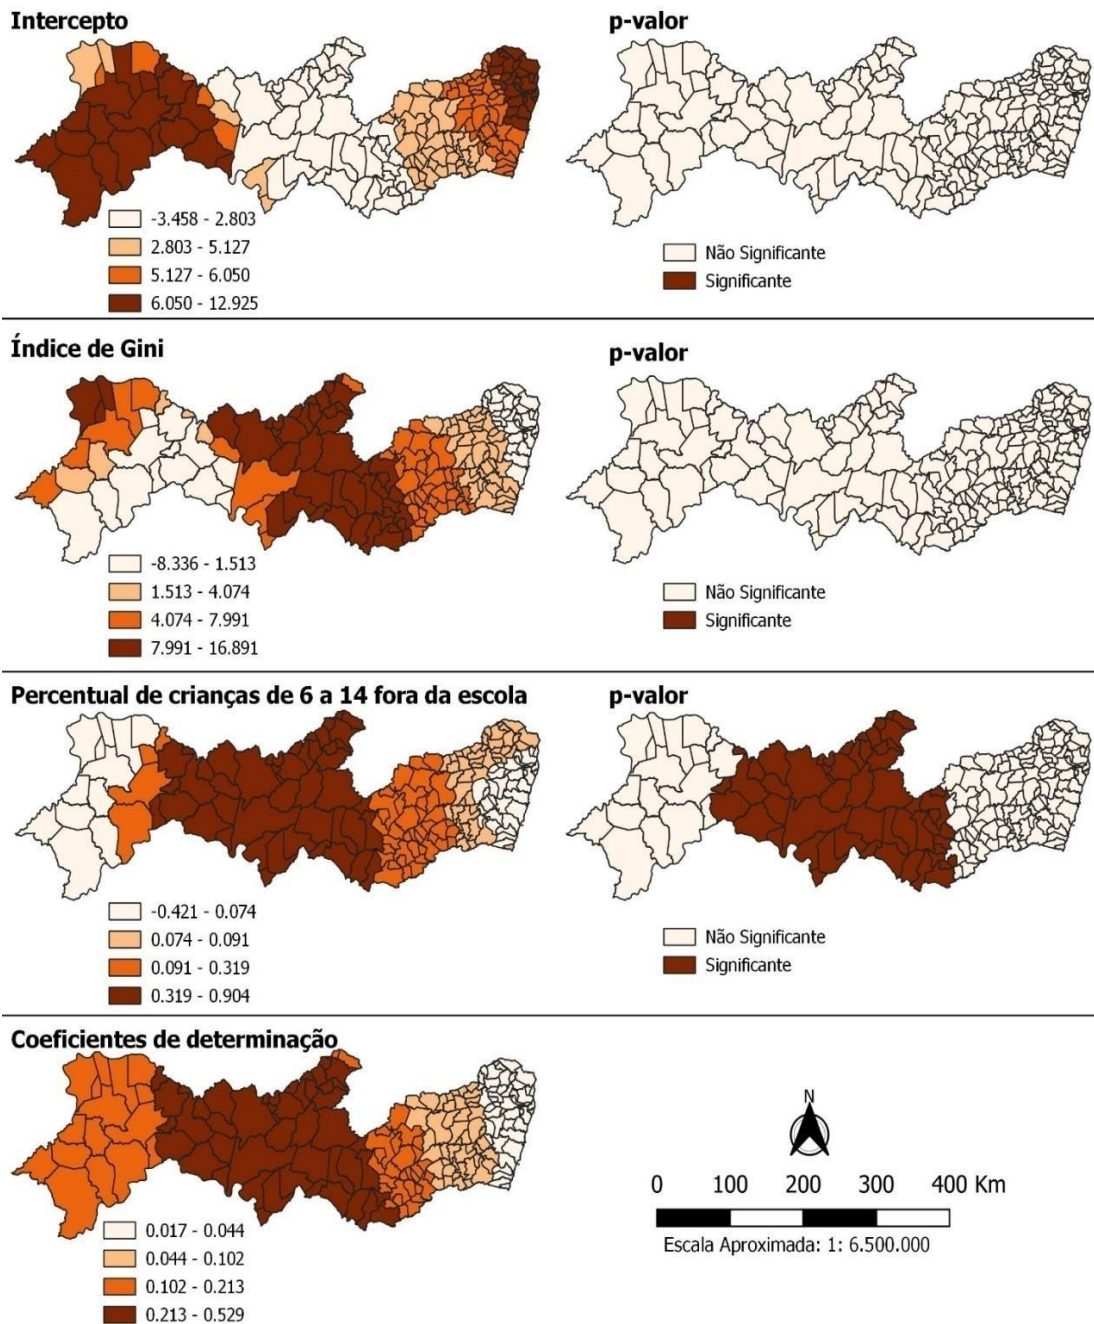 Intercepto
p-valor
-3.458 - 2.803
2.803 - 5.127
5.127 - 6.050
6.050 - 12.925
Não Significante
Significante
Índice de Gini
p-valor
-8.336 - 1.513
1.513 - 4.074
4.074 - 7.991
7.991 - 16.891
Não Significante
Significante
Percentual de crianças de 6 a 14 fora da escola
p-valor
-0.421 - 0.074
0.074 - 0.091
0.091 - 0.319
0.319 - 0.904
Não Significante
Significante
Coeficientes de determinação
0.017 - 0.044
0.044 - 0.102
0.102 - 0.213
0.213 - 0.529
N
0 100 200 300 400 Km
Escala Aproximada: 1: 6.500.000